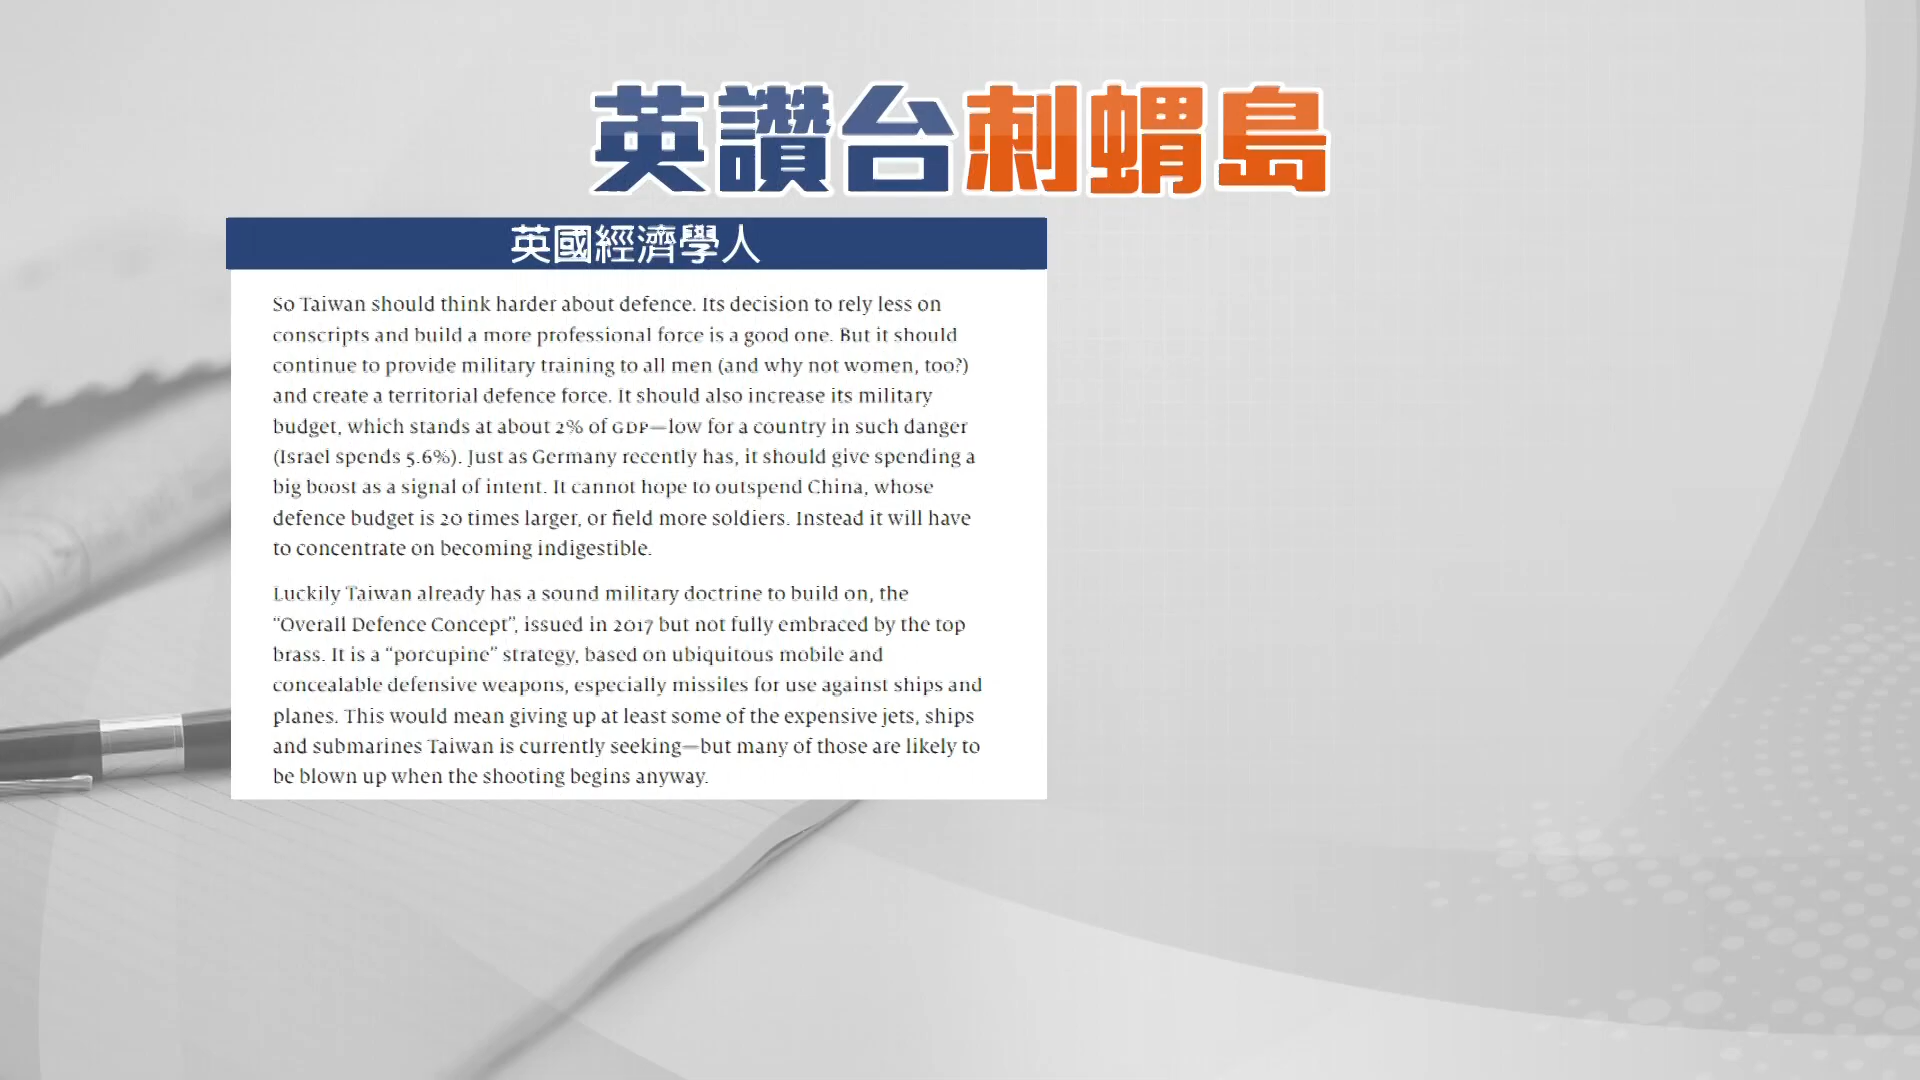 英讚台刺蝟島
英國經濟學人
So Taiwan should think harder about defence. Its decision to rely less on
conscripts and build a more professional force is a good one. But it should
continue to provide military training to all men (and why not women, too?)
and create a territorial defence force. It should also increase its military
budget, which stands at about 2% of GDP—low for a country in such danger
(Israel spends 5.6%). Just as Germany recently has, it should give spending a
big boost as a signal of intent. It cannot hope to outspend China, whose
defence budget is 20 times larger, or field more soldiers. Instead it will have
to concentrate on becoming indigestible.
Luckily Taiwan already has a sound military doctrine to build on, the
“Overall Defence Concept”, issued in 2017 but not fully embraced by the top
brass. It is a “porcupine” strategy, based on ubiquitous mobile and
concealable defensive weapons, especially missiles for use against ships and
planes. This would mean giving up at least some of the expensive jets, ships
and submarines Taiwan is currently seeking—but many of those are likely to
be blown up when the shooting begins anyway.